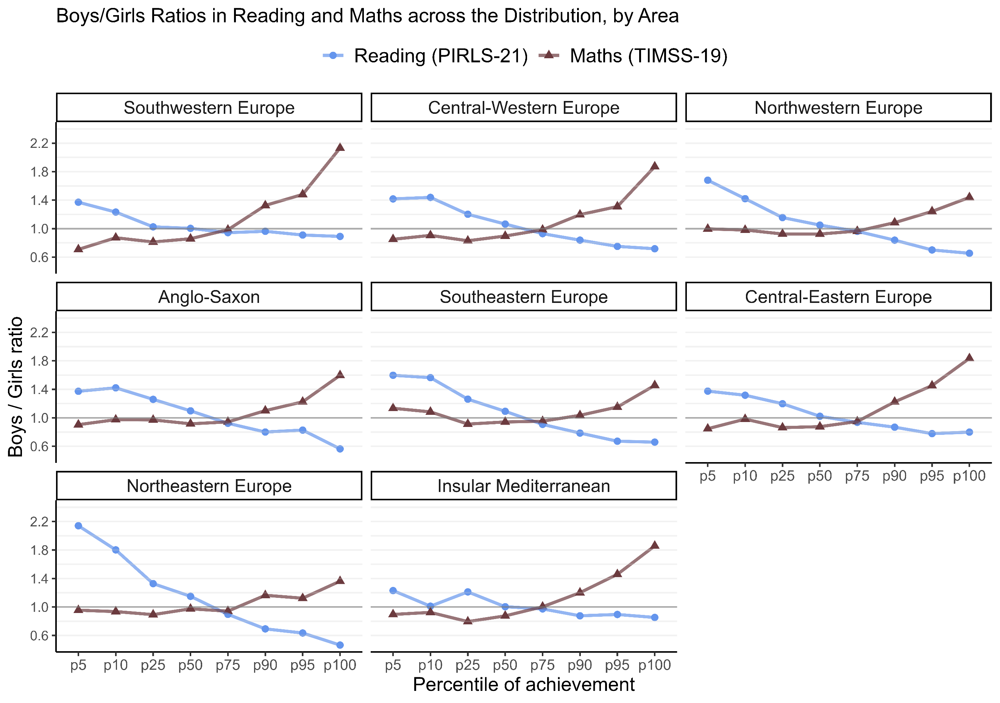 Boys/Girls Ratios in Reading and Maths across the Distribution, by Area
Reading (PIRLS-21) Maths (TIMSS-19)
Southwestern Europe Central-Western Europe Northwestern Europe
2.2
1.8
1.4
1.0
0.6
Anglo-Saxon Southeastern Europe Central-Eastern Europe
Boys / Girls ratio
2.2
1.8
1.4
1.0
0.6
p5 p10 p25 p50 p75 p90 p95 p100
Northeastern Europe Insular Mediterranean
2.2
1.8
1.4
1.0
0.6
p5 p10 p25 p50 p75 p90 p95 p100 p5 p10 p25 p50 p75 p90 p95 p100
Percentile of achievement